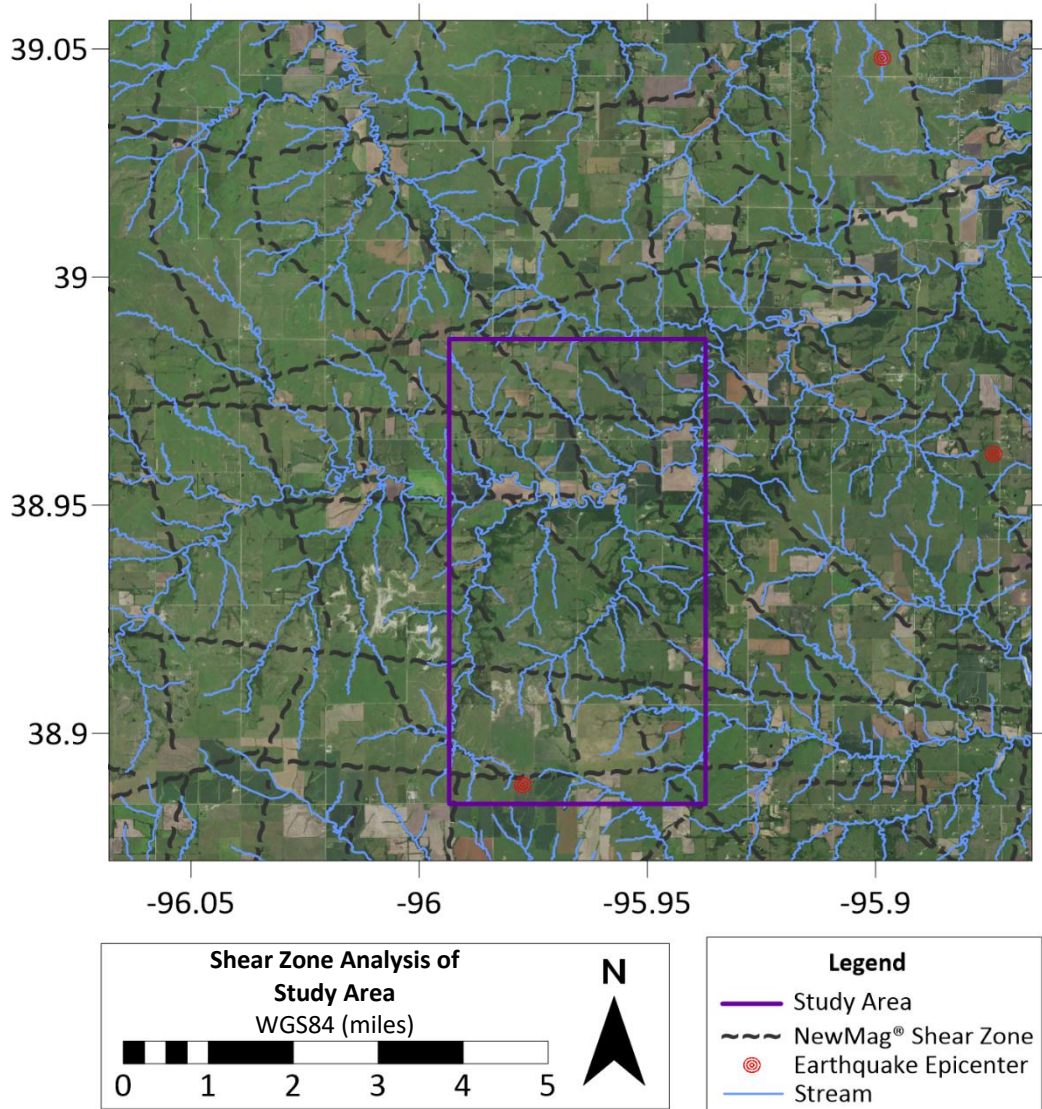 39.05
39
38.95
38.9
-96.05
-96
-95.95
-95.9
Shear Zone Analysis of
Study Area
WGS84 (miles)
0 1 2 3 4 5
N
Legend
Study Area
NewMag® Shear Zone
Earthquake Epicenter
Stream